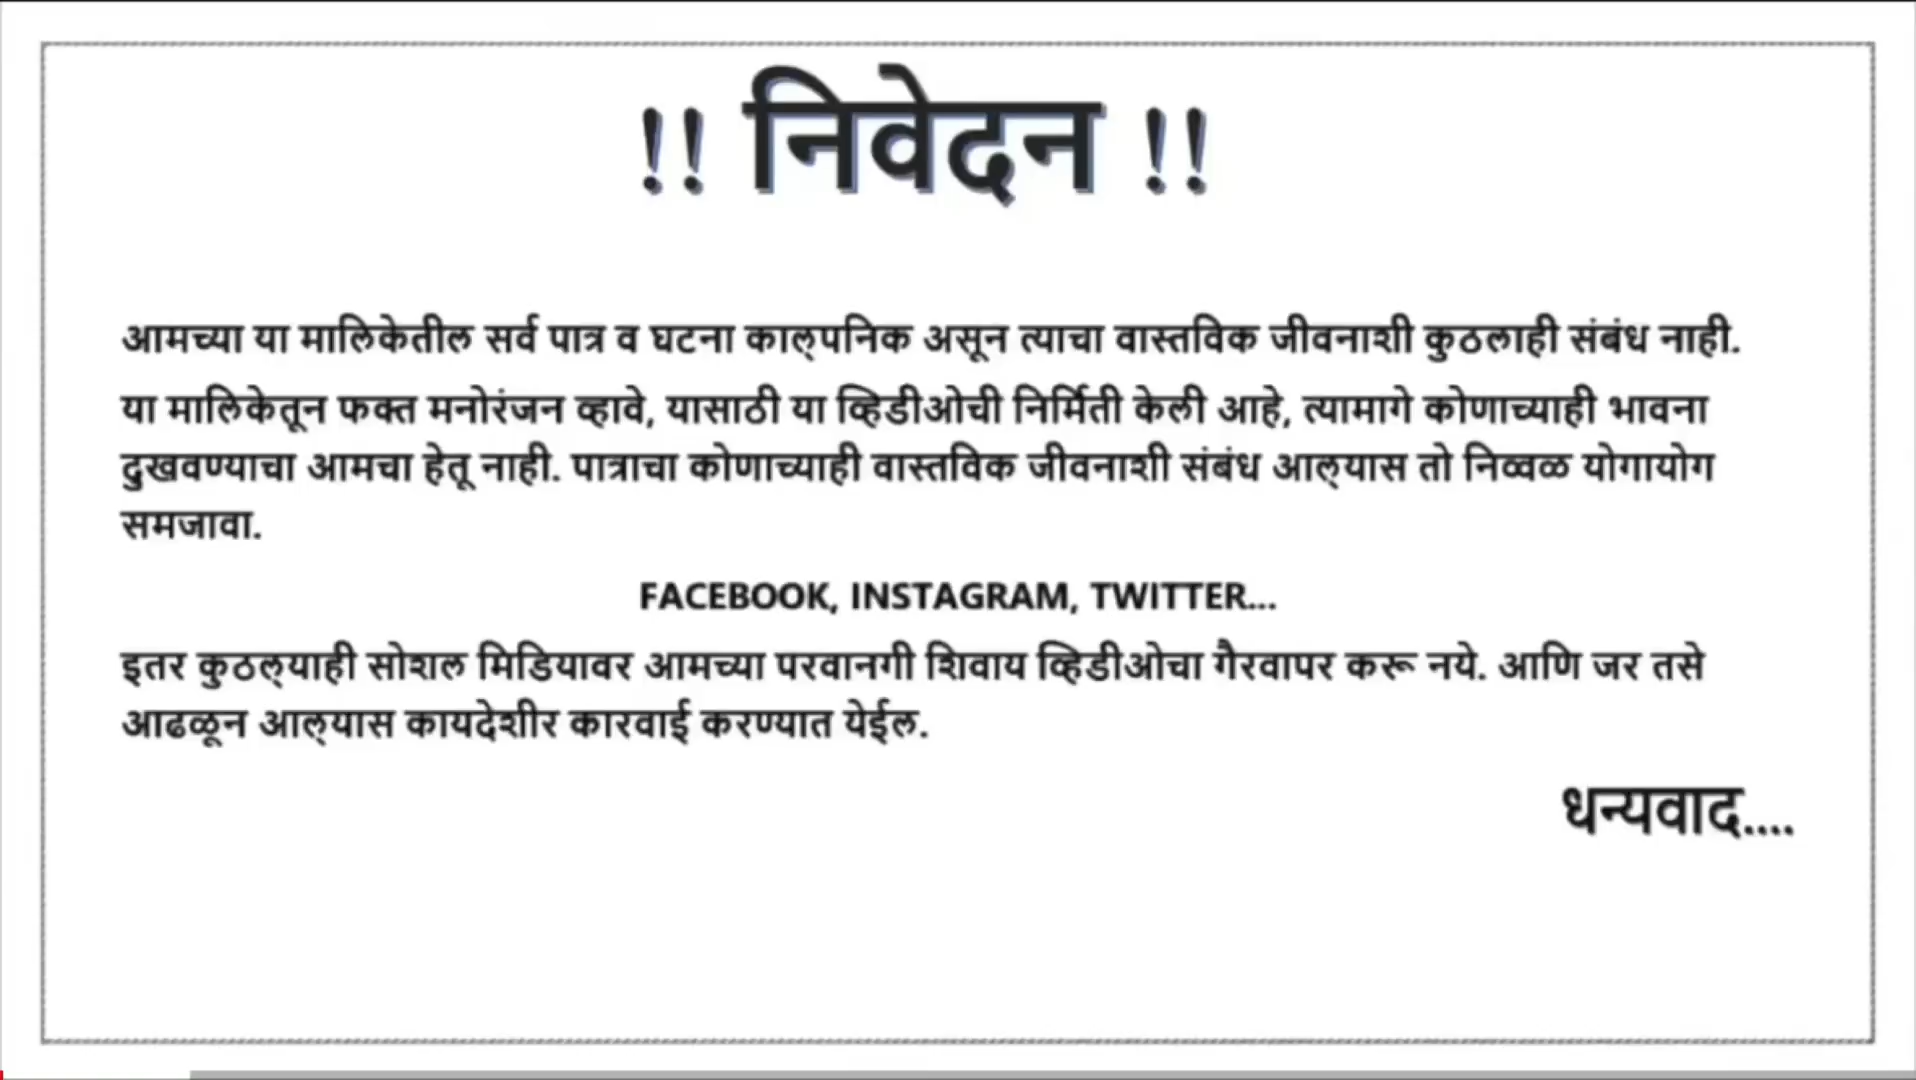 !! निवेदन !!
आमच्या या मालिकेतील सर्व पात्र व घटना काल्पनिक असून त्याचा वास्तविक जीवनाशी कुठलाही संबंध नाही.
या मालिकेतून फक्त मनोरंजन व्हावे, यासाठी या व्हिडीओची निर्मिती केली आहे, त्यामागे कोणाच्याही भावना
दुखवण्याचा आमचा हेतू नाही. पात्राचा कोणाच्याही वास्तविक जीवनाशी संबंध आल्यास तो निव्वळ योगायोग
समजावा.
FACEBOOK, INSTAGRAM, TWITTER...
इतर कुठल्याही सोशल मिडियावर आमच्या परवानगी शिवाय व्हिडीओचा गैरवापर करू नये. आणि जर तसे
आढळून आल्यास कायदेशीर कारवाई करण्यात येईल.
धन्यवाद....